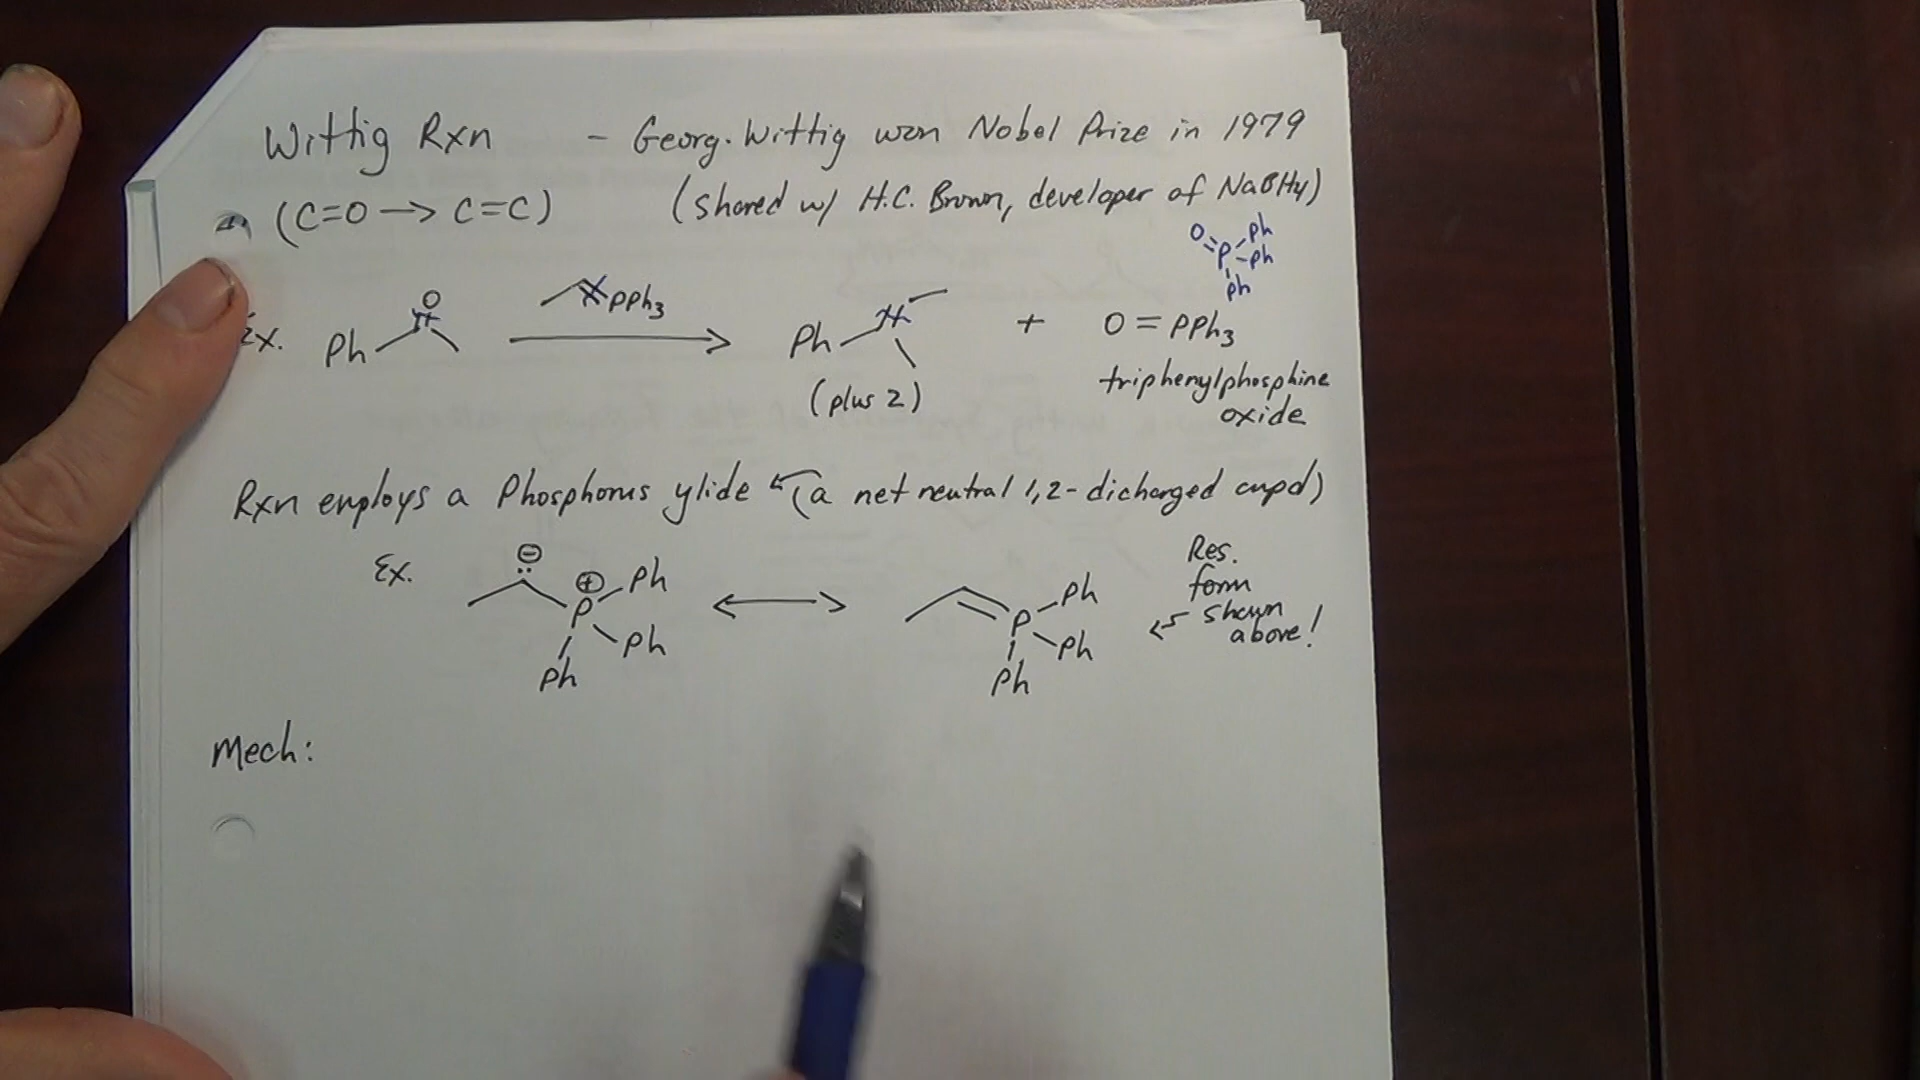 Wittig Rxn - Georg. Wittig won Nobel Prize in 1979
(C=O → C=C) (shared w/ H.C. Brown, developer of NaBH4)
O=P Ph Ph Ph
Ex. Ph O PPh3 Ph + O=PPh3
(plus Z) triphenylphosphine
oxide
Rxn employs a Phosphorus ylide (a net neutral 1,2-dicharged cmpd)
Ex. ⊖ ⊕ P Ph Ph Ph ↔ P Ph Ph Ph
Res.
form
shown
above!
Mech: